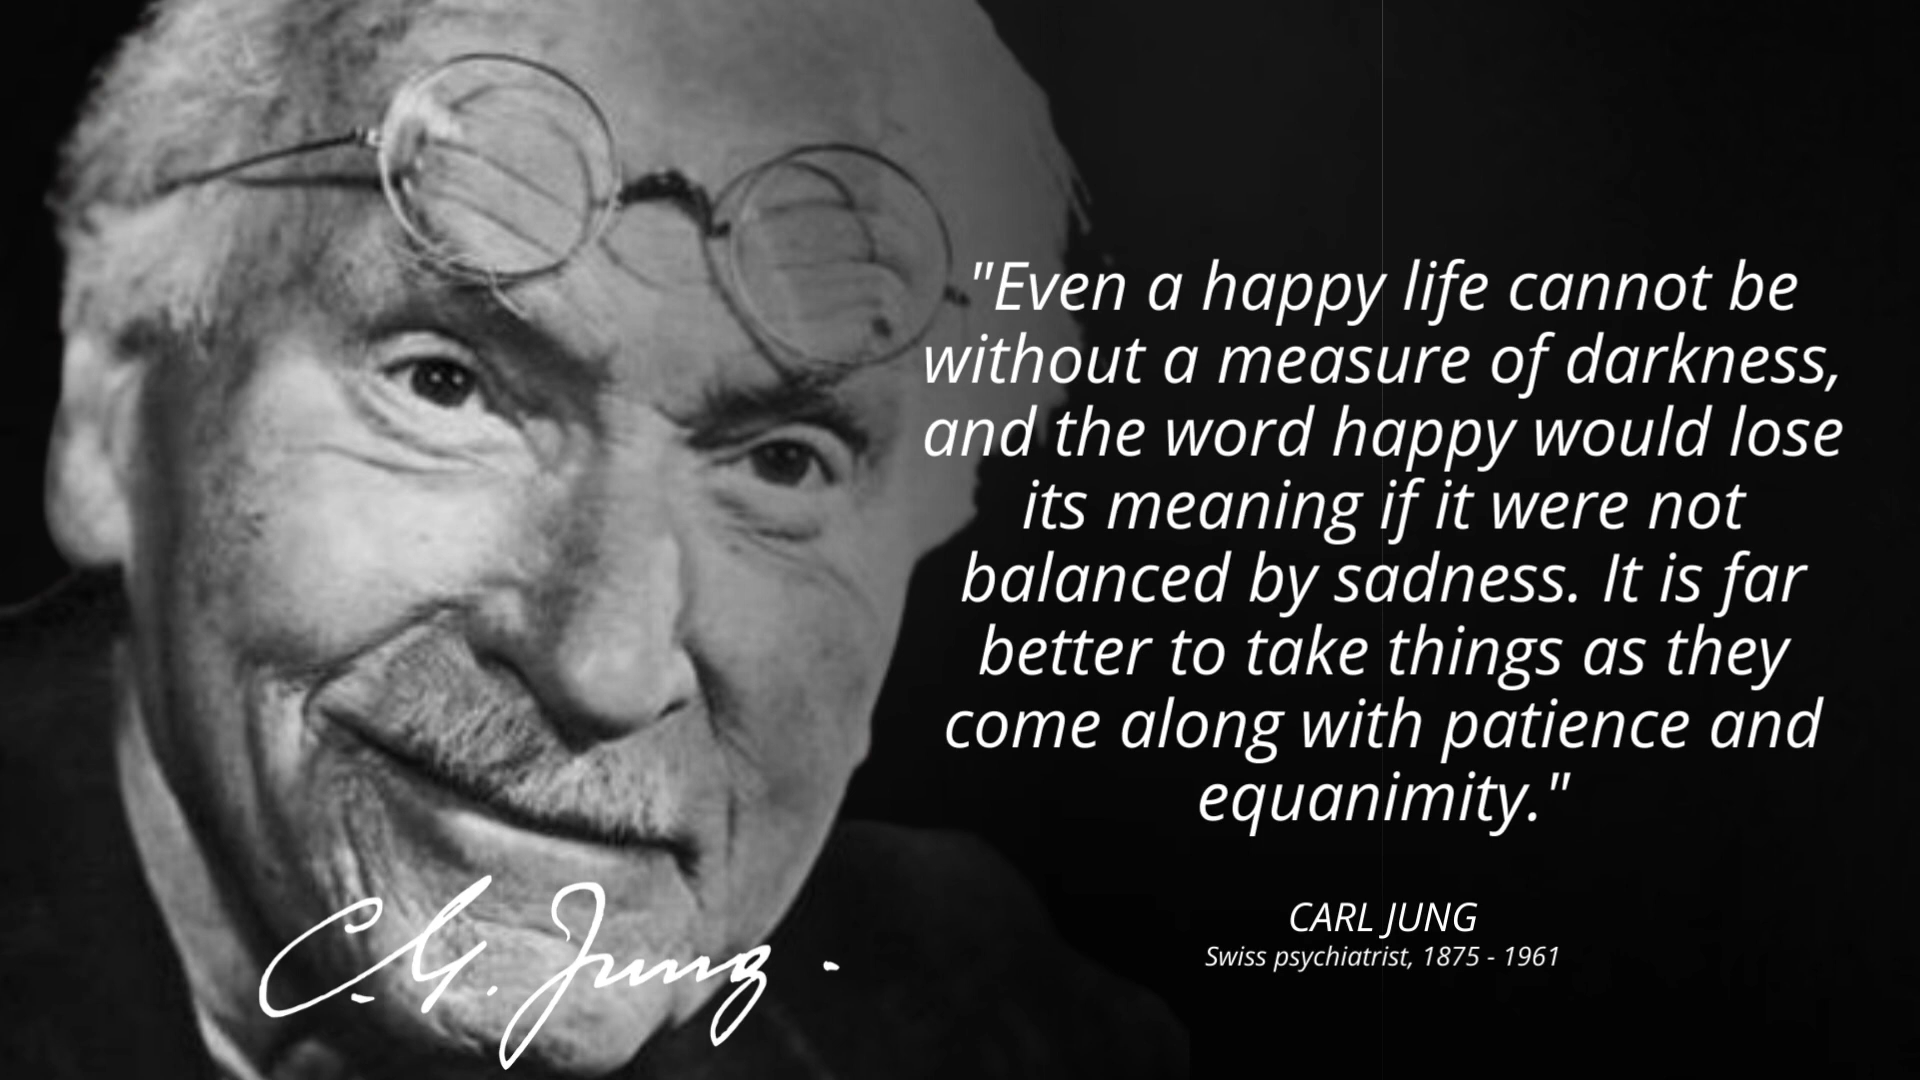 "Even a happy life cannot be
without a measure of darkness,
and the word happy would lose
its meaning if it were not
balanced by sadness. It is far
better to take things as they
come along with patience and
equanimity."
CARL JUNG
Swiss psychiatrist, 1875 - 1961
C. G. Jung.